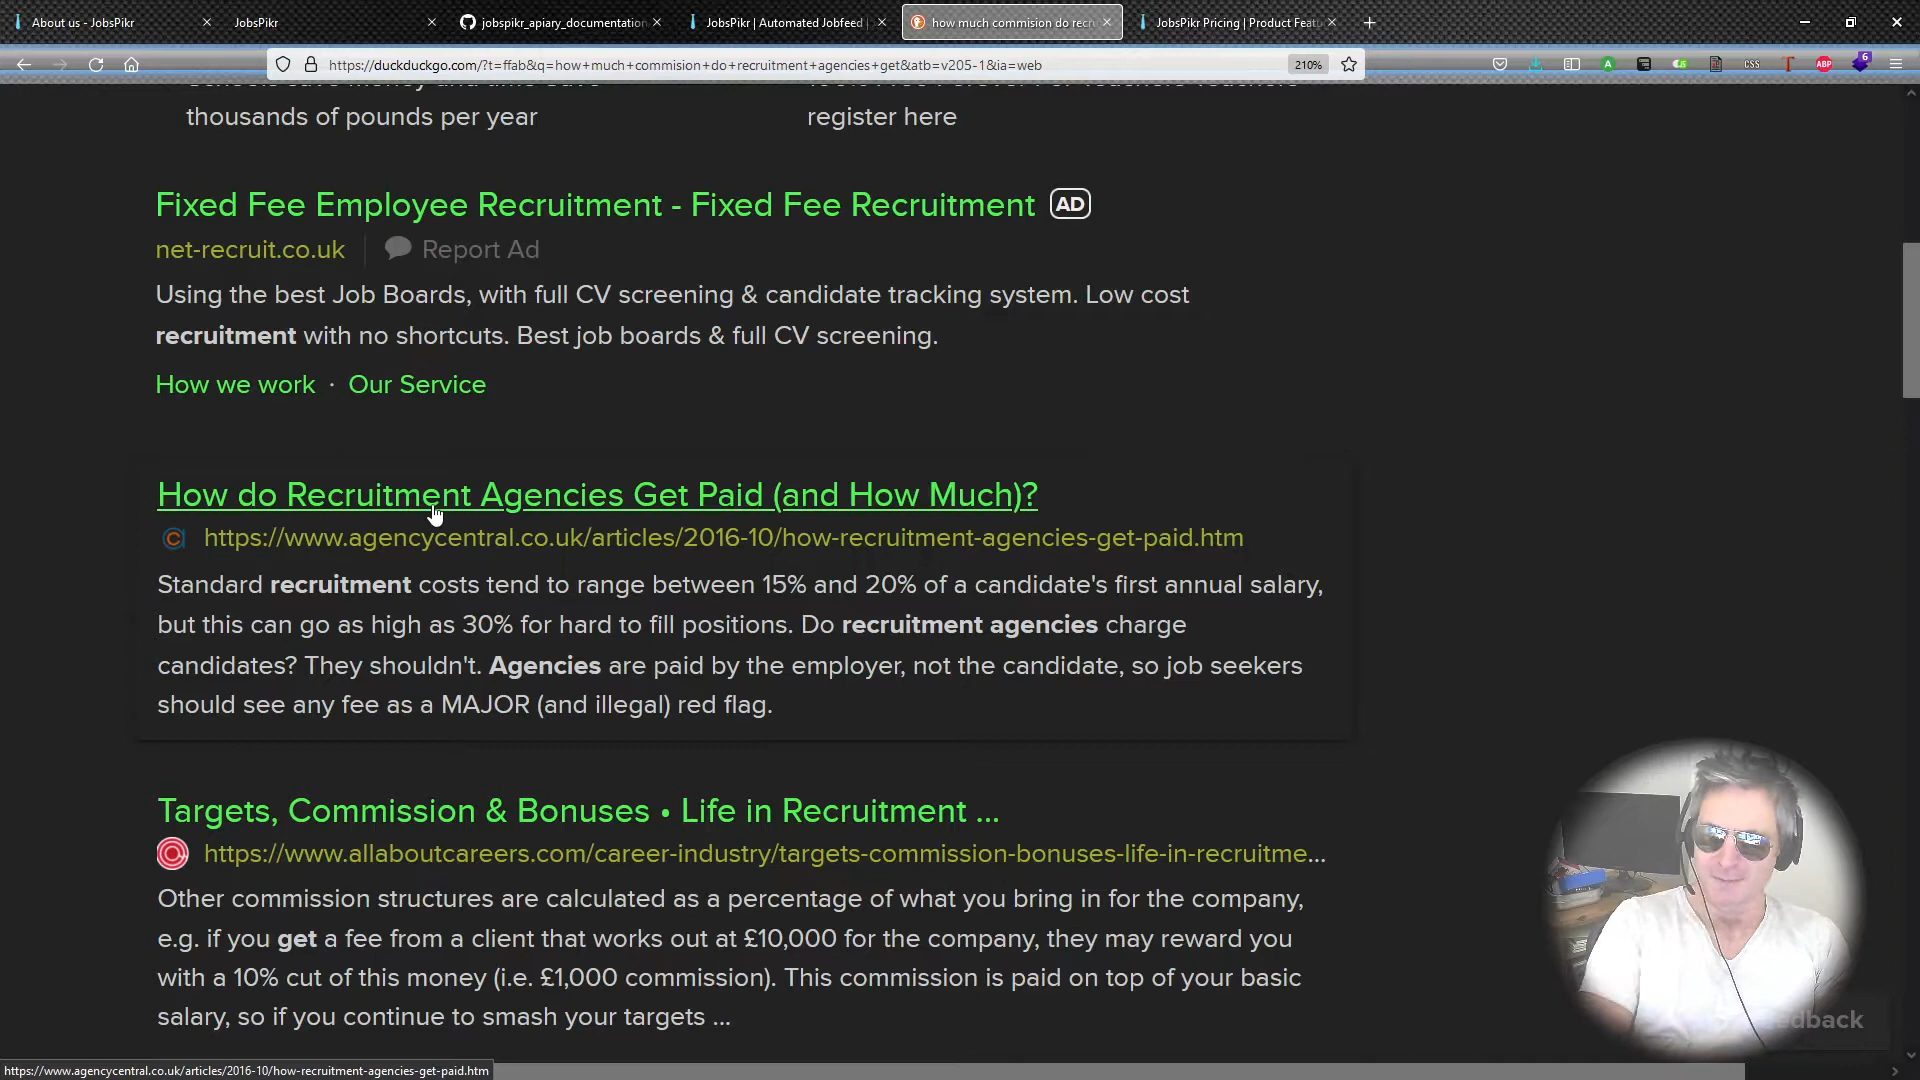 About us - JobsPikr
JobsPikr
jobspikr_apiary_documentation
JobsPikr | Automated Jobfeed |
how much commision do recru
JobsPikr Pricing | Product Featu
https://duckduckgo.com/?t=ffab&q=how+much+commision+do+recruitment+agencies+get&atb=v205-1&ia=web
210%
CSS
ABP
6
thousands of pounds per year
register here
Fixed Fee Employee Recruitment - Fixed Fee Recruitment AD
net-recruit.co.uk Report Ad
Using the best Job Boards, with full CV screening & candidate tracking system. Low cost
recruitment with no shortcuts. Best job boards & full CV screening.
How we work · Our Service
How do Recruitment Agencies Get Paid (and How Much)?
https://www.agencycentral.co.uk/articles/2016-10/how-recruitment-agencies-get-paid.htm
Standard recruitment costs tend to range between 15% and 20% of a candidate's first annual salary,
but this can go as high as 30% for hard to fill positions. Do recruitment agencies charge
candidates? They shouldn't. Agencies are paid by the employer, not the candidate, so job seekers
should see any fee as a MAJOR (and illegal) red flag.
Targets, Commission & Bonuses • Life in Recruitment ...
https://www.allaboutcareers.com/career-industry/targets-commission-bonuses-life-in-recruitme...
Other commission structures are calculated as a percentage of what you bring in for the company,
e.g. if you get a fee from a client that works out at £10,000 for the company, they may reward you
with a 10% cut of this money (i.e. £1,000 commission). This commission is paid on top of your basic
salary, so if you continue to smash your targets ...
edback
https://www.agencycentral.co.uk/articles/2016-10/how-recruitment-agencies-get-paid.htm